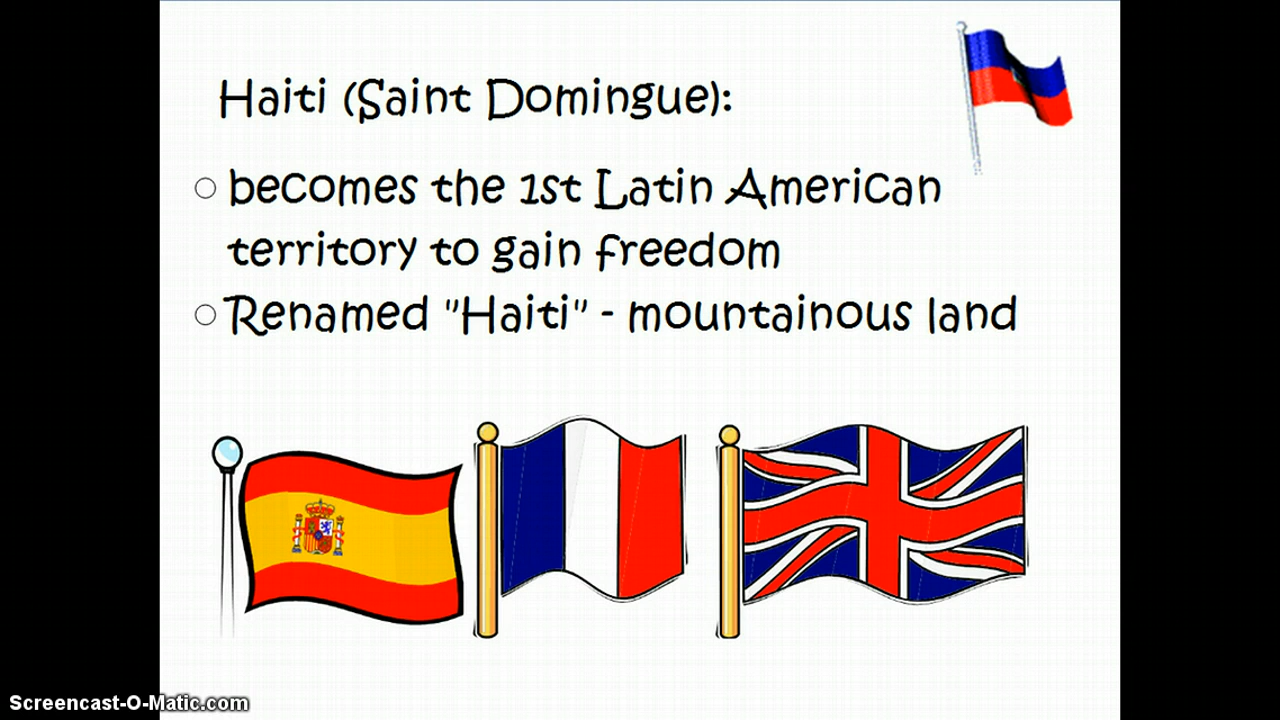 Haiti (Saint Domingue):
becomes the 1st Latin American
territory to gain freedom
Renamed "Haiti" - mountainous land
Screencast-O-Matic.com